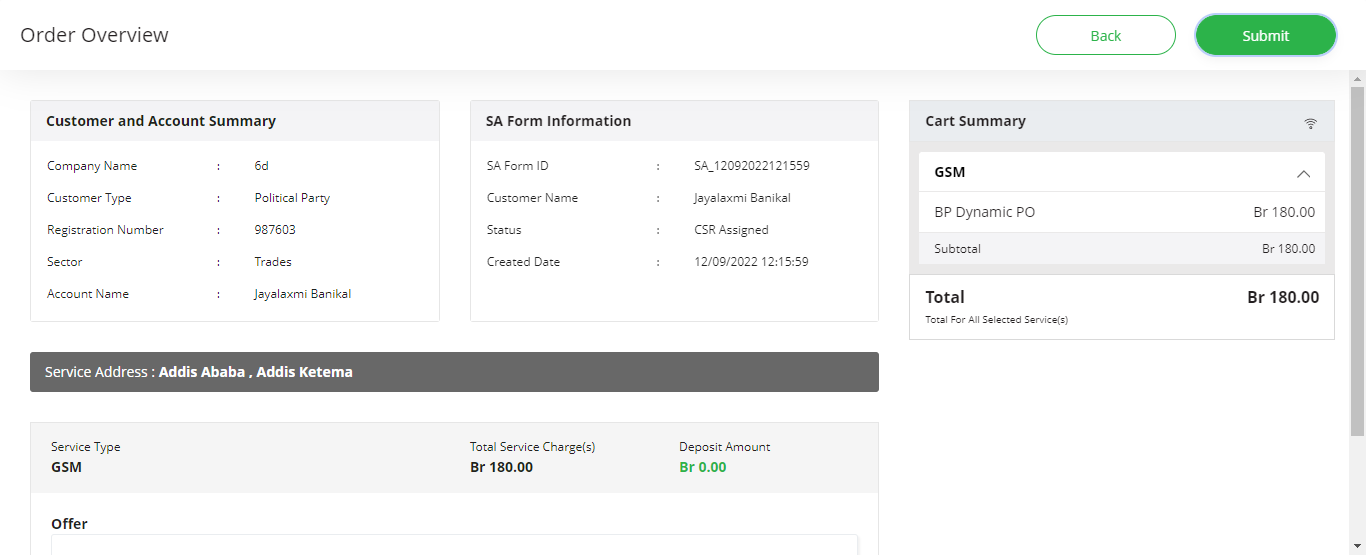 Order Overview
Back
Submit
Customer and Account Summary
Company Name : 6d
Customer Type : Political Party
Registration Number : 987603
Sector : Trades
Account Name : Jayalaxmi Banikal
SA Form Information
SA Form ID : SA_12092022121559
Customer Name : Jayalaxmi Banikal
Status : CSR Assigned
Created Date : 12/09/2022 12:15:59
Cart Summary
GSM
BP Dynamic PO Br 180.00
Subtotal Br 180.00
Total Br 180.00
Total For All Selected Service(s)
Service Address : Addis Ababa , Addis Ketema
Service Type Total Service Charge(s) Deposit Amount
GSM Br 180.00 Br 0.00
Offer